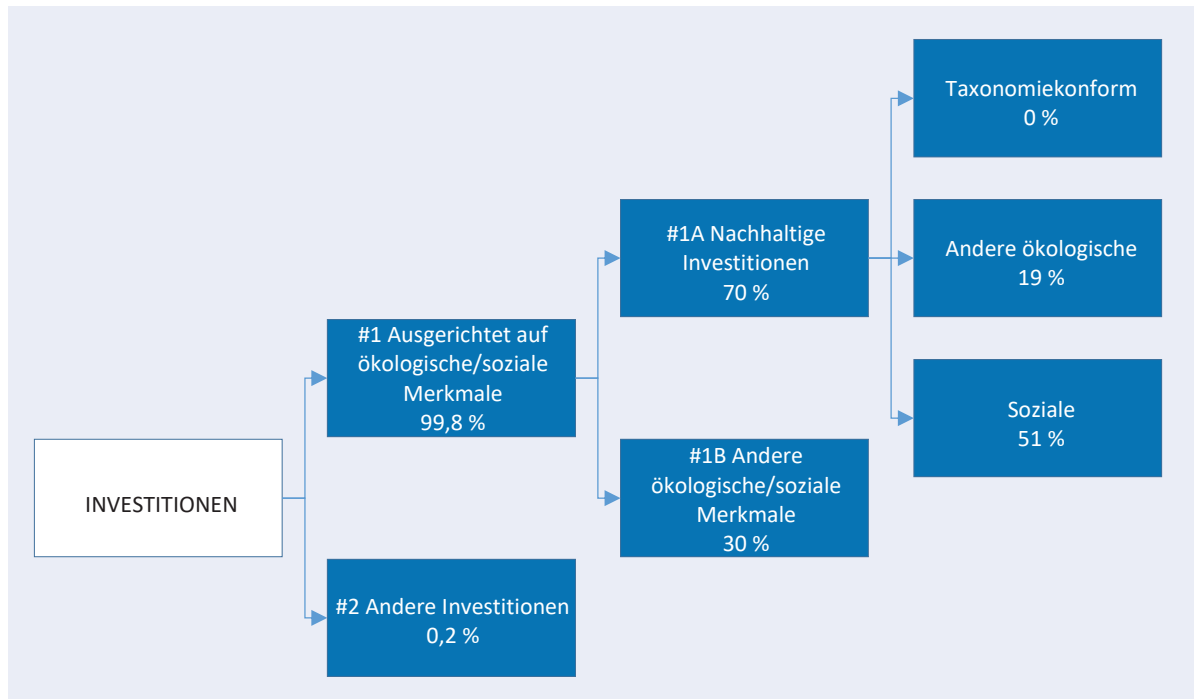 INVESTITIONEN
#1 Ausgerichtet auf
ökologische/soziale
Merkmale
99,8 %
#2 Andere Investitionen
0,2 %
#1A Nachhaltige
Investitionen
70 %
#1B Andere
ökologische/soziale
Merkmale
30 %
Taxonomiekonform
0 %
Andere ökologische
19 %
Soziale
51 %